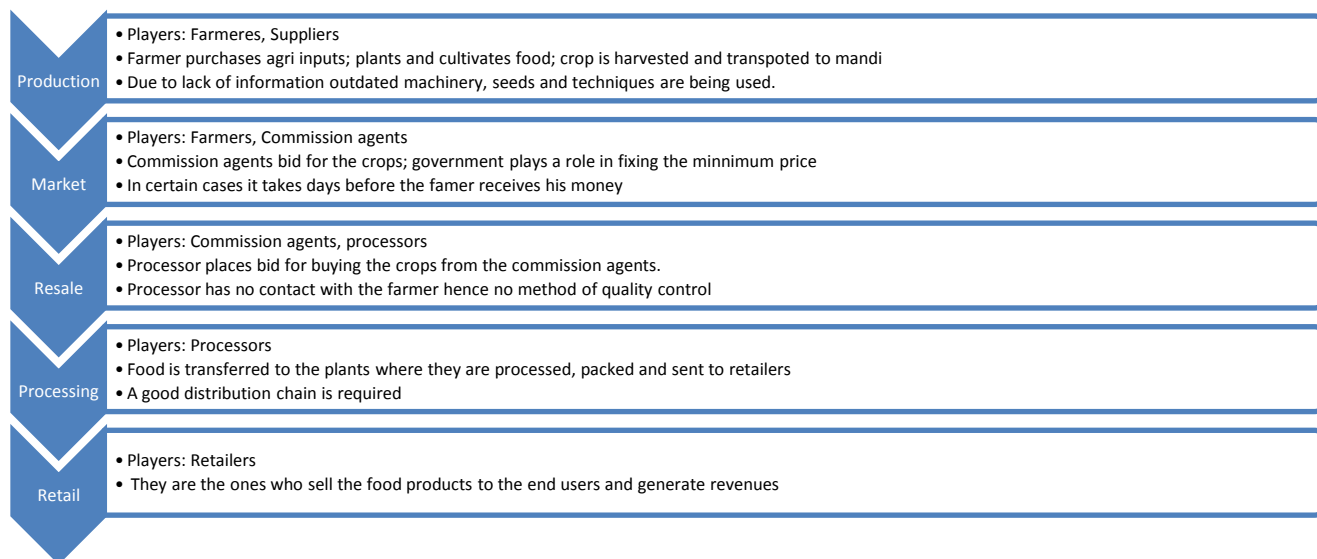 Production
• Players: Farmeres, Suppliers
• Farmer purchases agri inputs; plants and cultivates food; crop is harvested and transpoted to mandi
• Due to lack of information outdated machinery, seeds and techniques are being used.
Market
• Players: Farmers, Commission agents
• Commission agents bid for the crops; government plays a role in fixing the minnimum price
• In certain cases it takes days before the famer receives his money
Resale
• Players: Commission agents, processors
• Processor places bid for buying the crops from the commission agents.
• Processor has no contact with the farmer hence no method of quality control
Processing
• Players: Processors
• Food is transferred to the plants where they are processed, packed and sent to retailers
• A good distribution chain is required
Retail
• Players: Retailers
• They are the ones who sell the food products to the end users and generate revenues